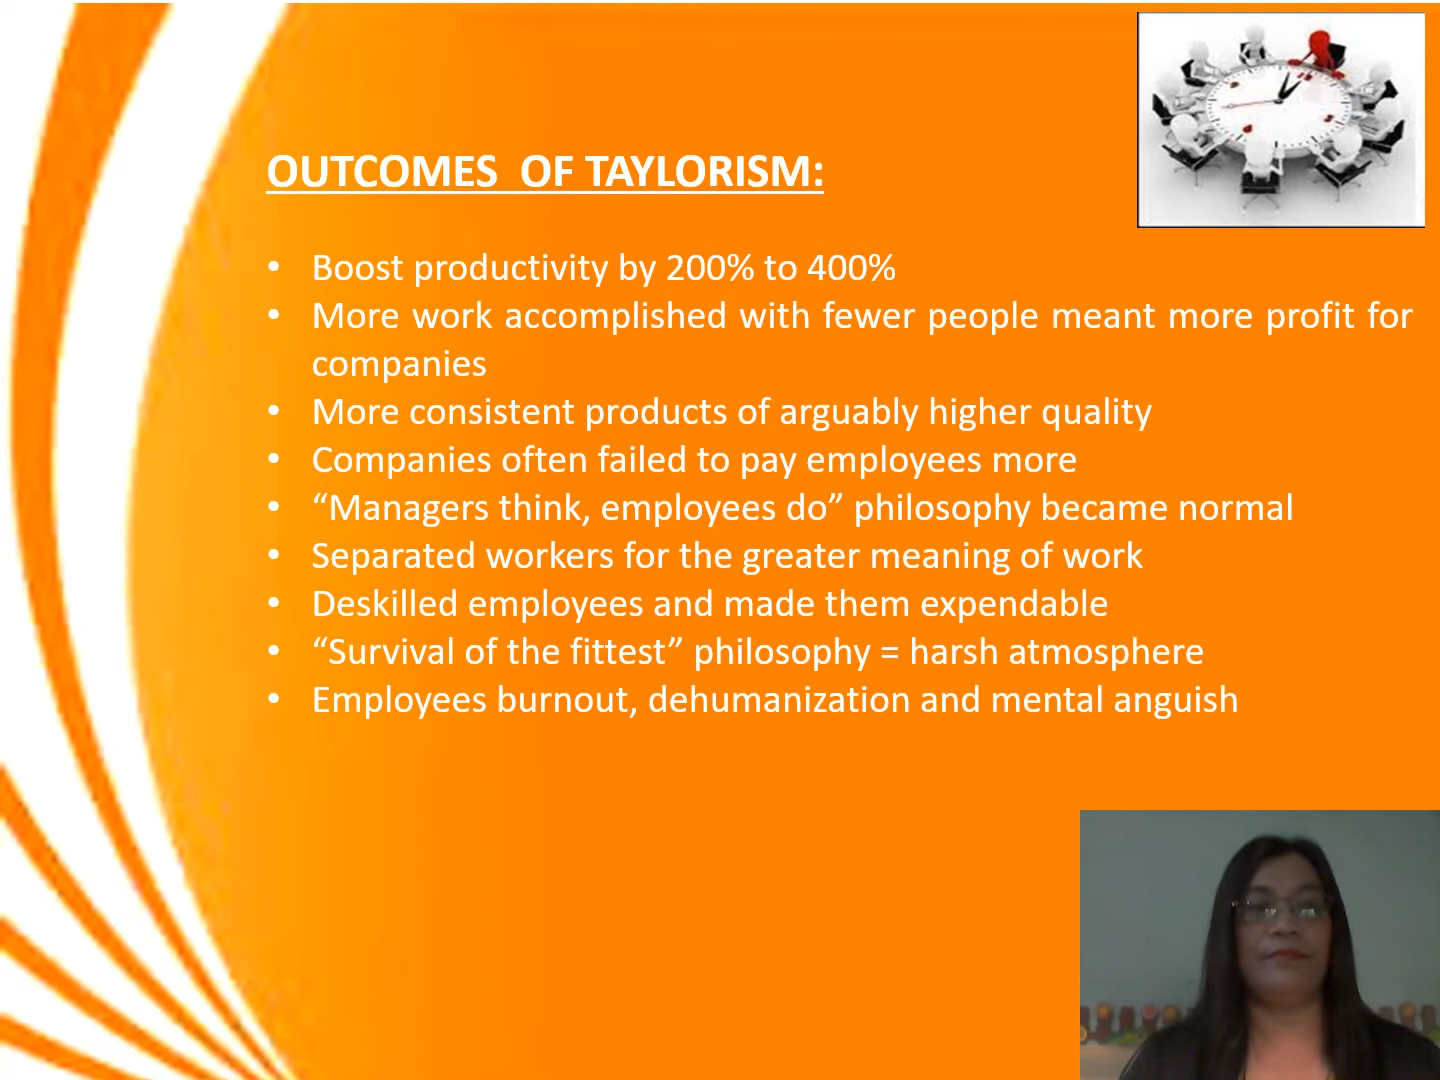 OUTCOMES OF TAYLORISM:
• Boost productivity by 200% to 400%
• More work accomplished with fewer people meant more profit for
companies
• More consistent products of arguably higher quality
• Companies often failed to pay employees more
• “Managers think, employees do” philosophy became normal
• Separated workers for the greater meaning of work
• Deskilled employees and made them expendable
• “Survival of the fittest” philosophy = harsh atmosphere
• Employees burnout, dehumanization and mental anguish